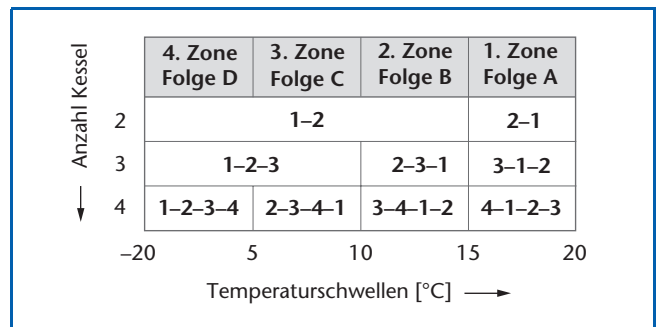 Anzahl Kessel
4. Zone 3. Zone 2. Zone 1. Zone
Folge D Folge C Folge B Folge A
2 1–2 2–1
3 1–2–3 2–3–1 3–1–2
4 1–2–3–4 2–3–4–1 3–4–1–2 4–1–2–3
–20 5 10 15 20
Temperaturschwellen [°C]